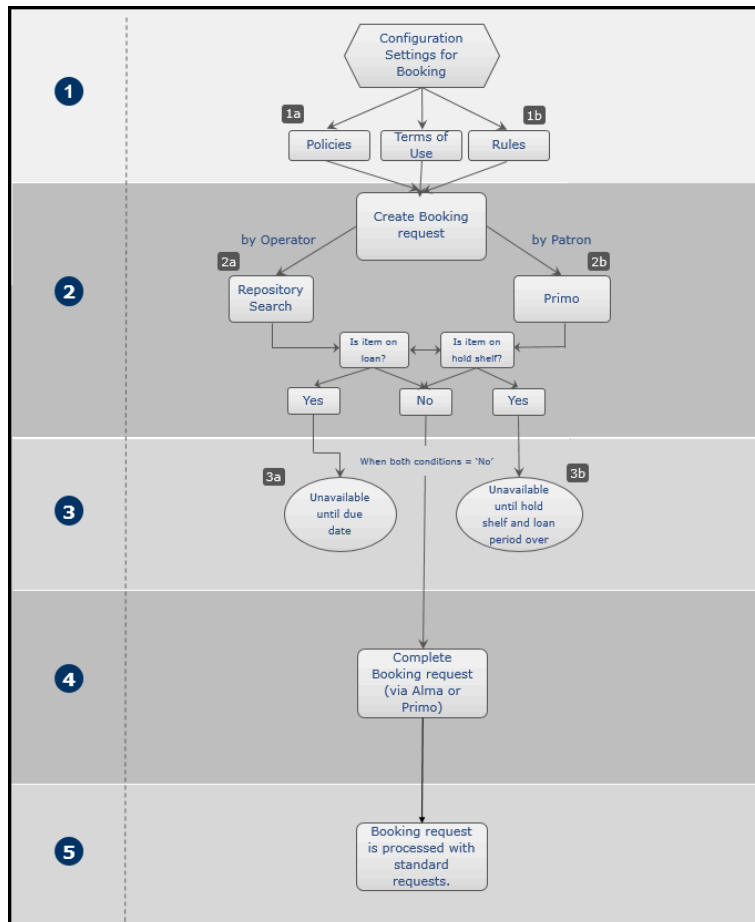 Configuration
Settings for
Booking
1
1a
1b
Policies
Terms of
Use
Rules
Create Booking
request
by Operator
by Patron
2a
2b
2
Repository
Search
Primo
Is item on
loan?
Is item on
hold shelf?
Yes
No
Yes
When both conditions = ‘No’
3a
3b
3
Unavailable
until due
date
Unavailable
until hold
shelf and loan
period over
4
Complete
Booking request
(via Alma or
Primo)
5
Booking request
is processed with
standard
requests.